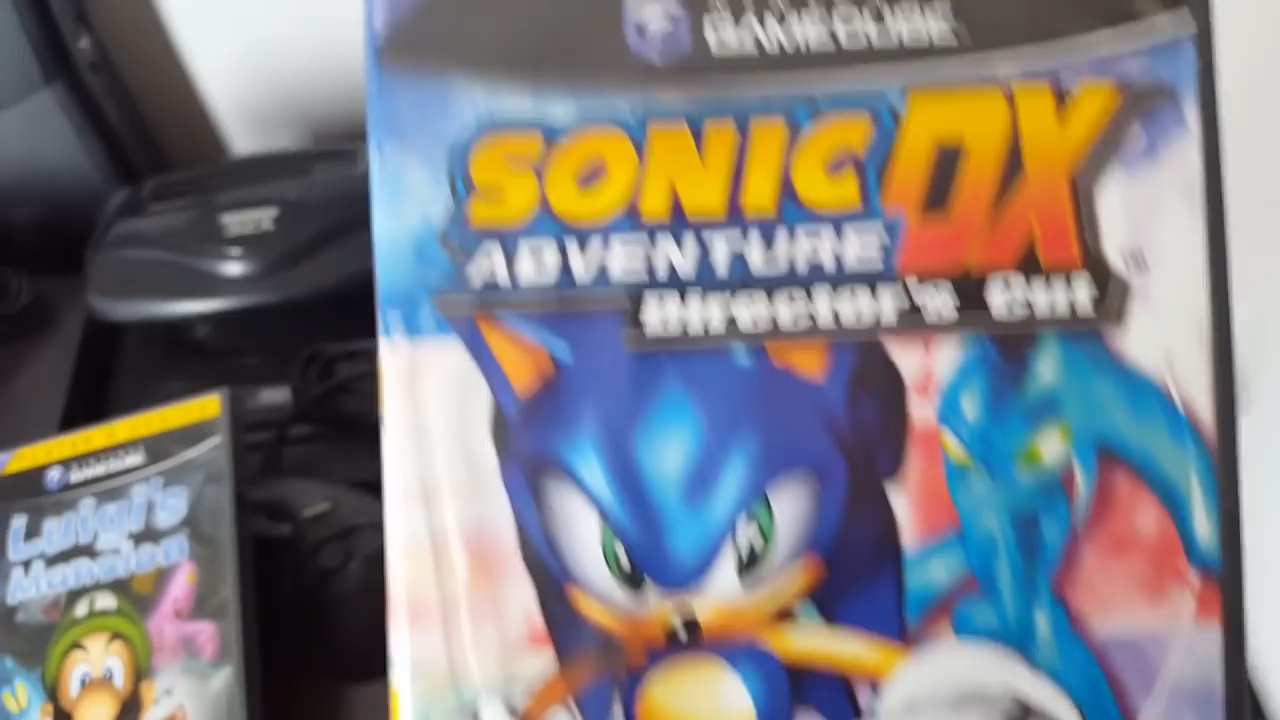 GAMECUBE
SONIC
ADVENTURE
DX
Director's Cut
Luigi's
Mansion